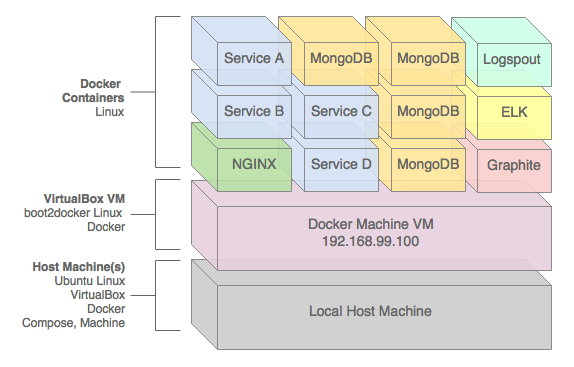 Docker
Containers
Linux
Service A
MongoDB
MongoDB
Logspout
Service B
Service C
MongoDB
ELK
NGINX
Service D
MongoDB
Graphite
VirtualBox VM
boot2docker Linux
Docker
Docker Machine VM
192.168.99.100
Host Machine(s)
Ubuntu Linux
VirtualBox
Docker
Compose, Machine
Local Host Machine